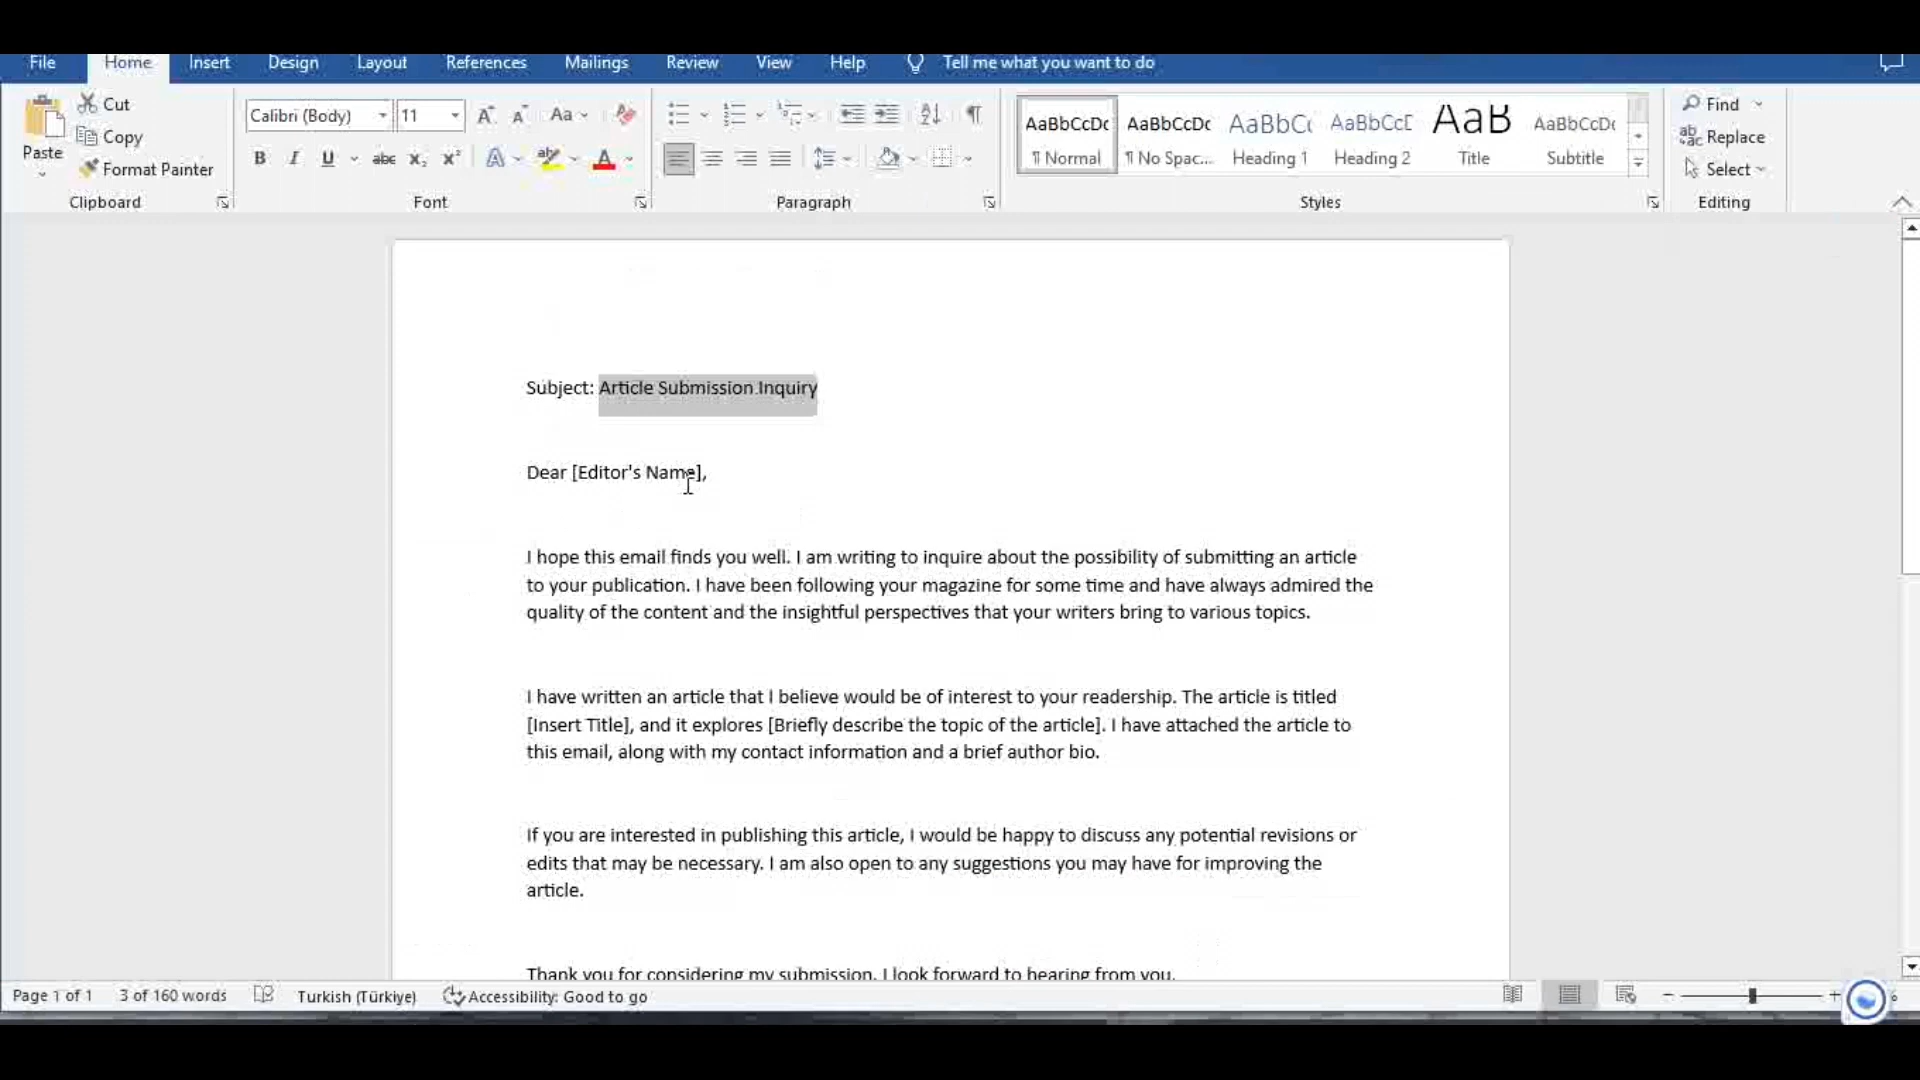 File Home Insert Design Layout References Mailings Review View Help Tell me what you want to do
Cut
Copy
Format Painter
Paste
Clipboard
Calibri (Body) 11
Font
Paragraph
AaBbCcDc AaBbCcDc AaBbC AaBbCcD AaB AaBbCcDc
¶ Normal ¶ No Spac... Heading 1 Heading 2 Title Subtitle
Styles
Find
Replace
Select
Editing
Subject: Article Submission Inquiry
Dear [Editor's Name],
I hope this email finds you well. I am writing to inquire about the possibility of submitting an article
to your publication. I have been following your magazine for some time and have always admired the
quality of the content and the insightful perspectives that your writers bring to various topics.
I have written an article that I believe would be of interest to your readership. The article is titled
[Insert Title], and it explores [Briefly describe the topic of the article]. I have attached the article to
this email, along with my contact information and a brief author bio.
If you are interested in publishing this article, I would be happy to discuss any potential revisions or
edits that may be necessary. I am also open to any suggestions you may have for improving the
article.
Thank you for considering my submission. I look forward to hearing from you.
Page 1 of 1 3 of 160 words Turkish (Türkiye) Accessibility: Good to go